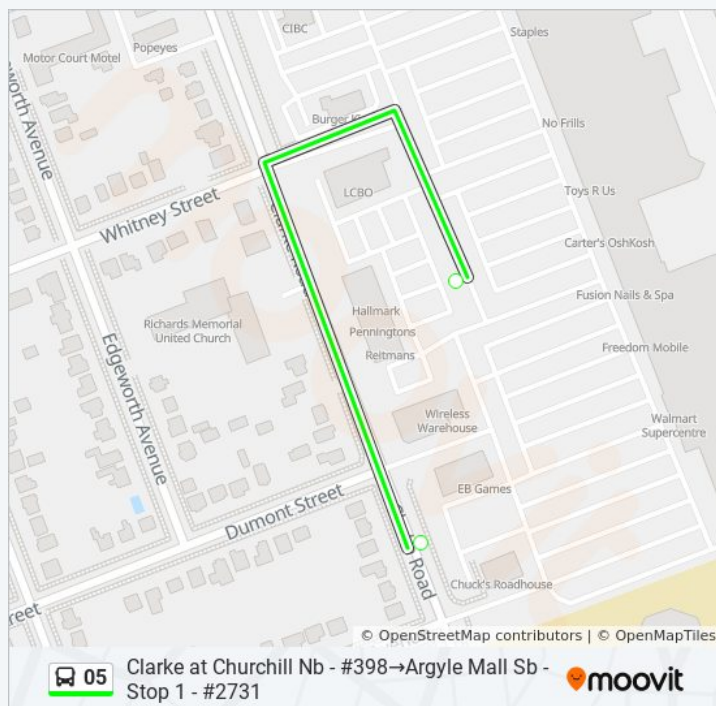 CIBC
Staples
Popeyes
Motor Court Motel
Edgeworth Avenue
Burger K
No Frills
LCBO
Toys R Us
Whitney Street
Carter's OshKosh
Clarke Road
Fusion Nails & Spa
Hallmark
Richards Memorial
United Church
Penningtons
Freedom Mobile
Reitmans
Edgeworth Avenue
Wireless
Warehouse
Walmart
Supercentre
EB Games
Dumont Street
Road
Chuck's Roadhouse
reet
© OpenStreetMap contributors | © OpenMapTiles
05
Clarke at Churchill Nb - #398→Argyle Mall Sb -
Stop 1 - #2731
moovit